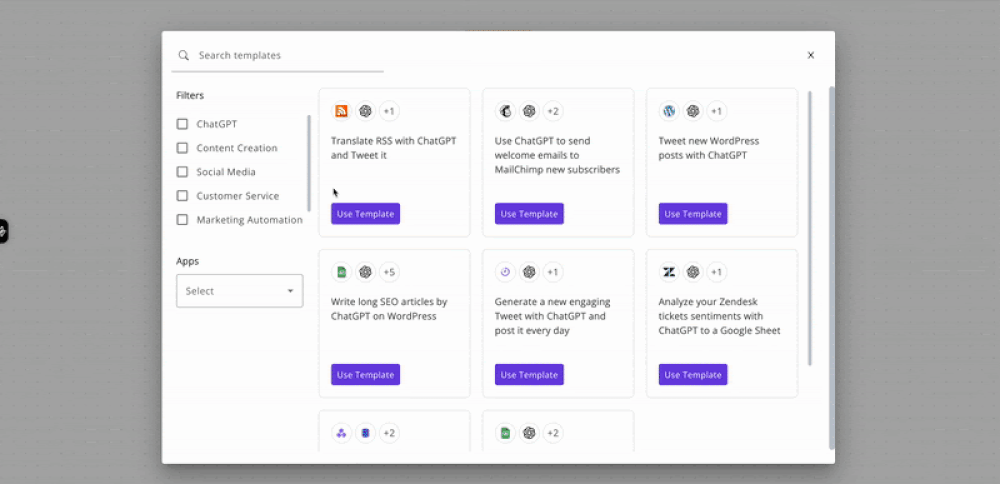 Search templates
Filters
ChatGPT
Content Creation
Social Media
Customer Service
Marketing Automation
Apps
Select
+1
Translate RSS with ChatGPT
and Tweet it
Use Template
+2
Use ChatGPT to send
welcome emails to
MailChimp new subscribers
Use Template
+1
Tweet new WordPress
posts with ChatGPT
Use Template
+5
Write long SEO articles by
ChatGPT on WordPress
Use Template
+1
Generate a new engaging
Tweet with ChatGPT and
post it every day
Use Template
+1
Analyze your Zendesk
tickets sentiments with
ChatGPT to a Google Sheet
Use Template
+2
+2